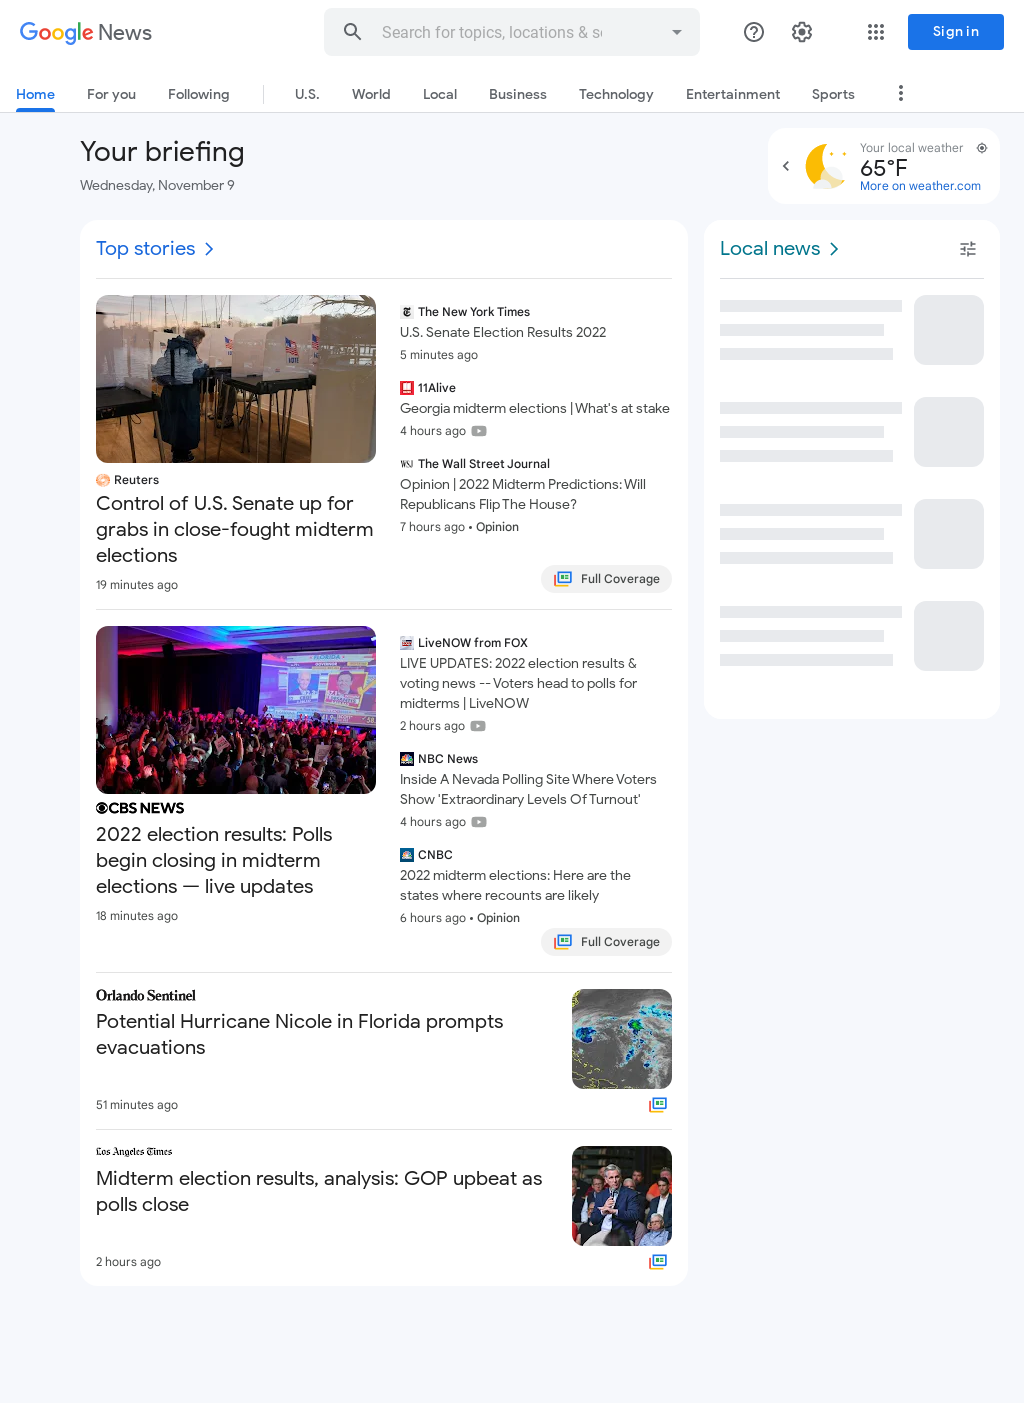 Google News
Search for topics, locations & so
Sign in
Home For you Following U.S. World Local Business Technology Entertainment Sports
Your briefing
Wednesday, November 9
Your local weather
65°F
More on weather.com
Top stories
Local news
Reuters
Control of U.S. Senate up for
grabs in close-fought midterm
elections
19 minutes ago
The New York Times
U.S. Senate Election Results 2022
5 minutes ago
11Alive
Georgia midterm elections | What's at stake
4 hours ago
WSJ The Wall Street Journal
Opinion | 2022 Midterm Predictions: Will
Republicans Flip The House?
7 hours ago • Opinion
Full Coverage
FLORIDA
GOVERNOR
CBS NEWS
2022 election results: Polls
begin closing in midterm
elections — live updates
18 minutes ago
LiveNOW from FOX
LIVE UPDATES: 2022 election results &
voting news -- Voters head to polls for
midterms | LiveNOW
2 hours ago
NBC News
Inside A Nevada Polling Site Where Voters
Show 'Extraordinary Levels Of Turnout'
4 hours ago
CNBC
2022 midterm elections: Here are the
states where recounts are likely
6 hours ago • Opinion
Full Coverage
Orlando Sentinel
Potential Hurricane Nicole in Florida prompts
evacuations
51 minutes ago
Los Angeles Times
Midterm election results, analysis: GOP upbeat as
polls close
2 hours ago